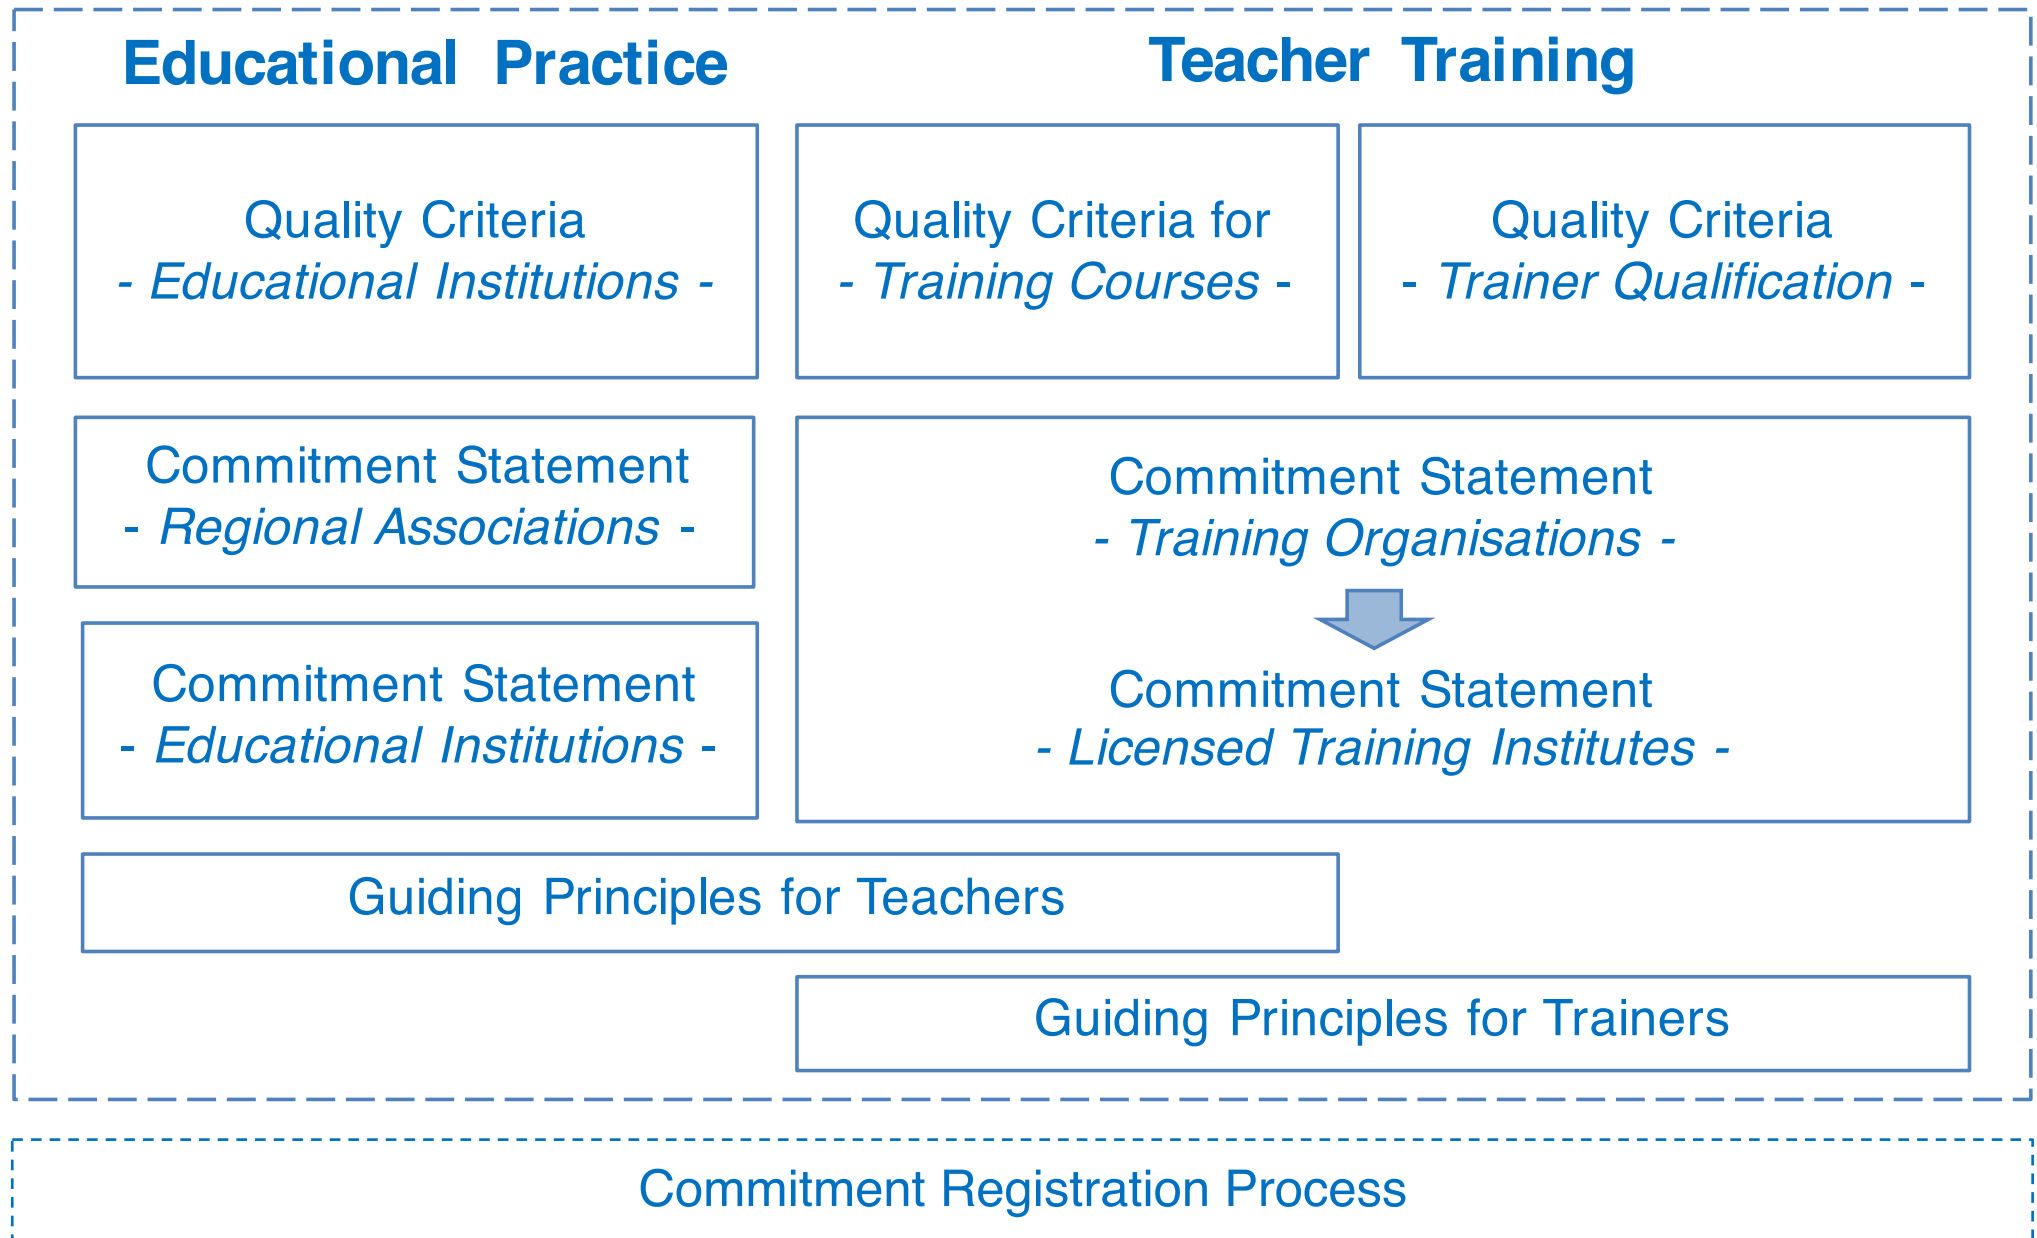 Educational Practice
Teacher Training
Quality Criteria
- Educational Institutions -
Quality Criteria for
- Training Courses -
Quality Criteria
- Trainer Qualification -
Commitment Statement
- Regional Associations -
Commitment Statement
- Educational Institutions -
Commitment Statement
- Training Organisations -
Commitment Statement
- Licensed Training Institutes -
Guiding Principles for Teachers
Guiding Principles for Trainers
Commitment Registration Process